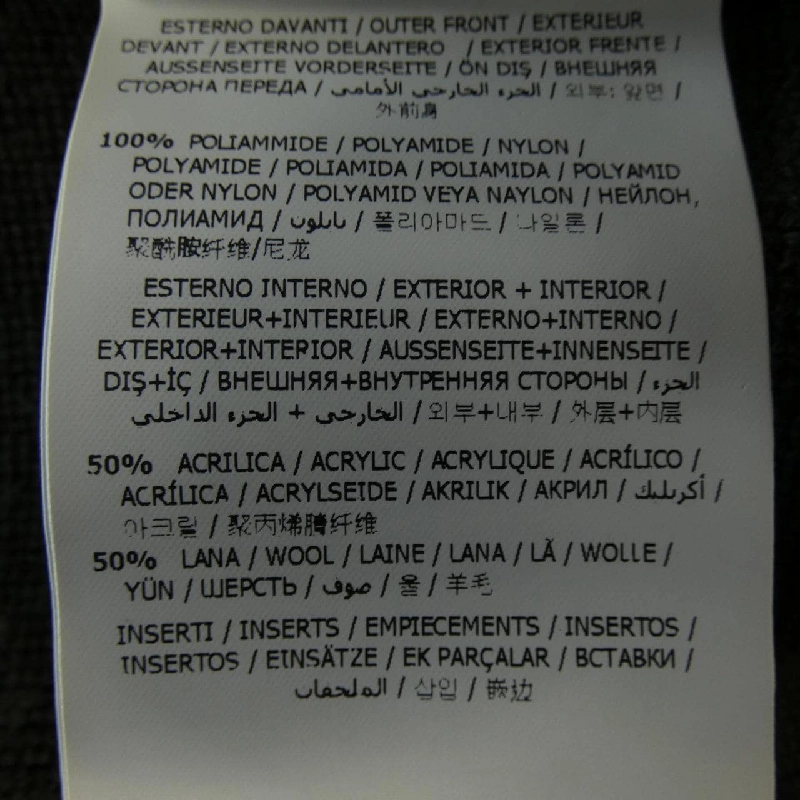 ESTERNO DAVANTI / OUTER FRONT / EXTERIEUR
DEVANT / EXTERNO DELANTERO / EXTERIOR FRENTE /
AUSSENSEITE VORDERSEITE / ÖN DIŞ / ВНЕШНЯЯ
СТОРОНА ПЕРЕДА / الجزء الخارجي الأمامي / 외부: 앞면 /
外前身
100% POLIAMMIDE / POLYAMIDE / NYLON /
POLYAMIDE / POLIAMIDA / POLIAMIDA / POLYAMID
ODER NYLON / POLYAMID VEYA NAYLON / НЕЙЛОН,
ПОЛИАМИД / نايلون / 폴리아마드 / 나일론 /
聚酰胺纤维/尼龙
ESTERNO INTERNO / EXTERIOR + INTERIOR /
EXTERIEUR+INTERIEUR / EXTERNO+INTERNO /
EXTERIOR+INTERIOR / AUSSENSEITE+INNENSEITE /
DIŞ+İÇ / ВНЕШНЯЯ+ВНУТРЕННЯЯ СТОРОНЫ / الجزء
الخارجي + الجزء الداخلي / 외부+내부 / 外层+内层
50% ACRILICA / ACRYLIC / ACRYLIQUE / ACRÍLICO /
ACRÍLICA / ACRYLSEIDE / AKRILIK / АКРИЛ / أكريليك /
아크릴 / 聚丙烯腈纤维
50% LANA / WOOL / LAINE / LANA / LÃ / WOLLE /
YÜN / ШЕРСТЬ / صوف / 울 / 羊毛
INSERTI / INSERTS / EMPIECEMENTS / INSERTOS /
INSERTOS / EINSÄTZE / EK PARÇALAR / ВСТАВКИ /
الملحقات / 삽입 / 嵌边